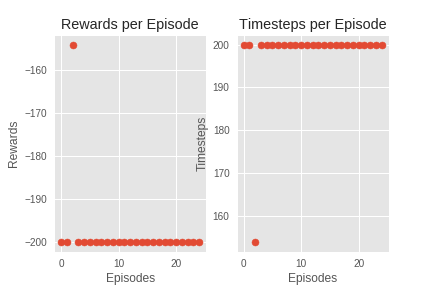 Rewards per Episode
Rewards
−160
−170
−180
−190
−200
0
10
20
Episodes
Timesteps per Episode
Timesteps
200
190
180
170
160
0
10
20
Episodes